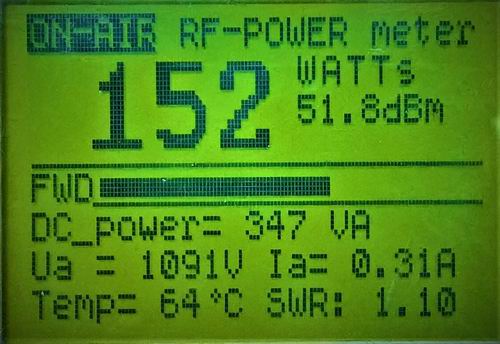 ON-AIR RF-POWER meter
152 WATTs
51.8dBm
FWD
DC_power= 347 VA
Ua = 1091V Ia= 0.31A
Temp= 64°C SWR: 1.10